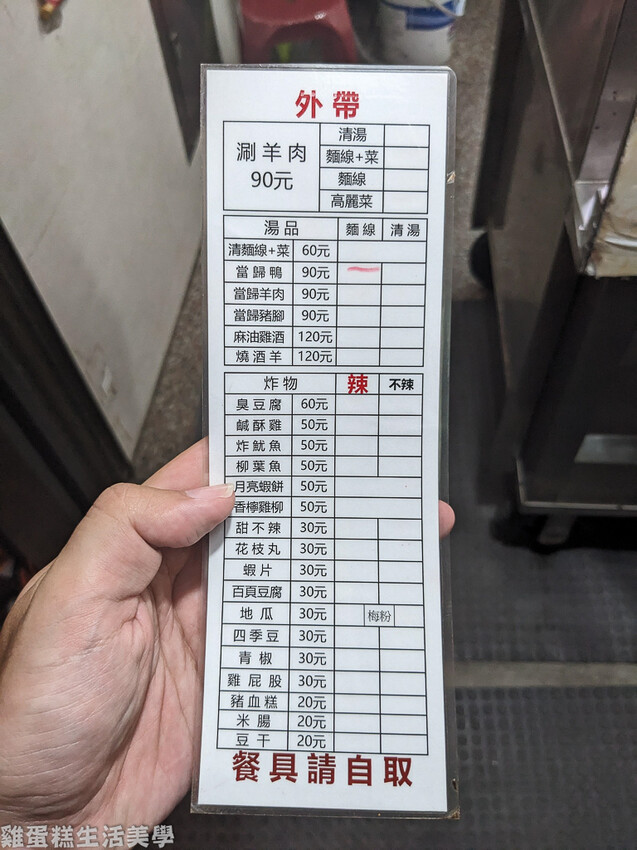 外帶
涮羊肉 90元 清湯
麵線+菜
麵線
高麗菜
湯品 麵線 清湯
清麵線+菜 60元
當歸鴨 90元
當歸羊肉 90元
當歸豬腳 90元
麻油雞酒 120元
燒酒羊 120元
炸物 辣 不辣
臭豆腐 60元
鹹酥雞 50元
炸魷魚 50元
柳葉魚 50元
月亮蝦餅 50元
香檸雞柳 50元
甜不辣 30元
花枝丸 30元
蝦片 30元
百頁豆腐 30元
地瓜 30元 梅粉
四季豆 30元
青椒 30元
雞屁股 30元
豬血糕 20元
米腸 20元
豆干 20元
餐具請自取
雞蛋糕生活美學